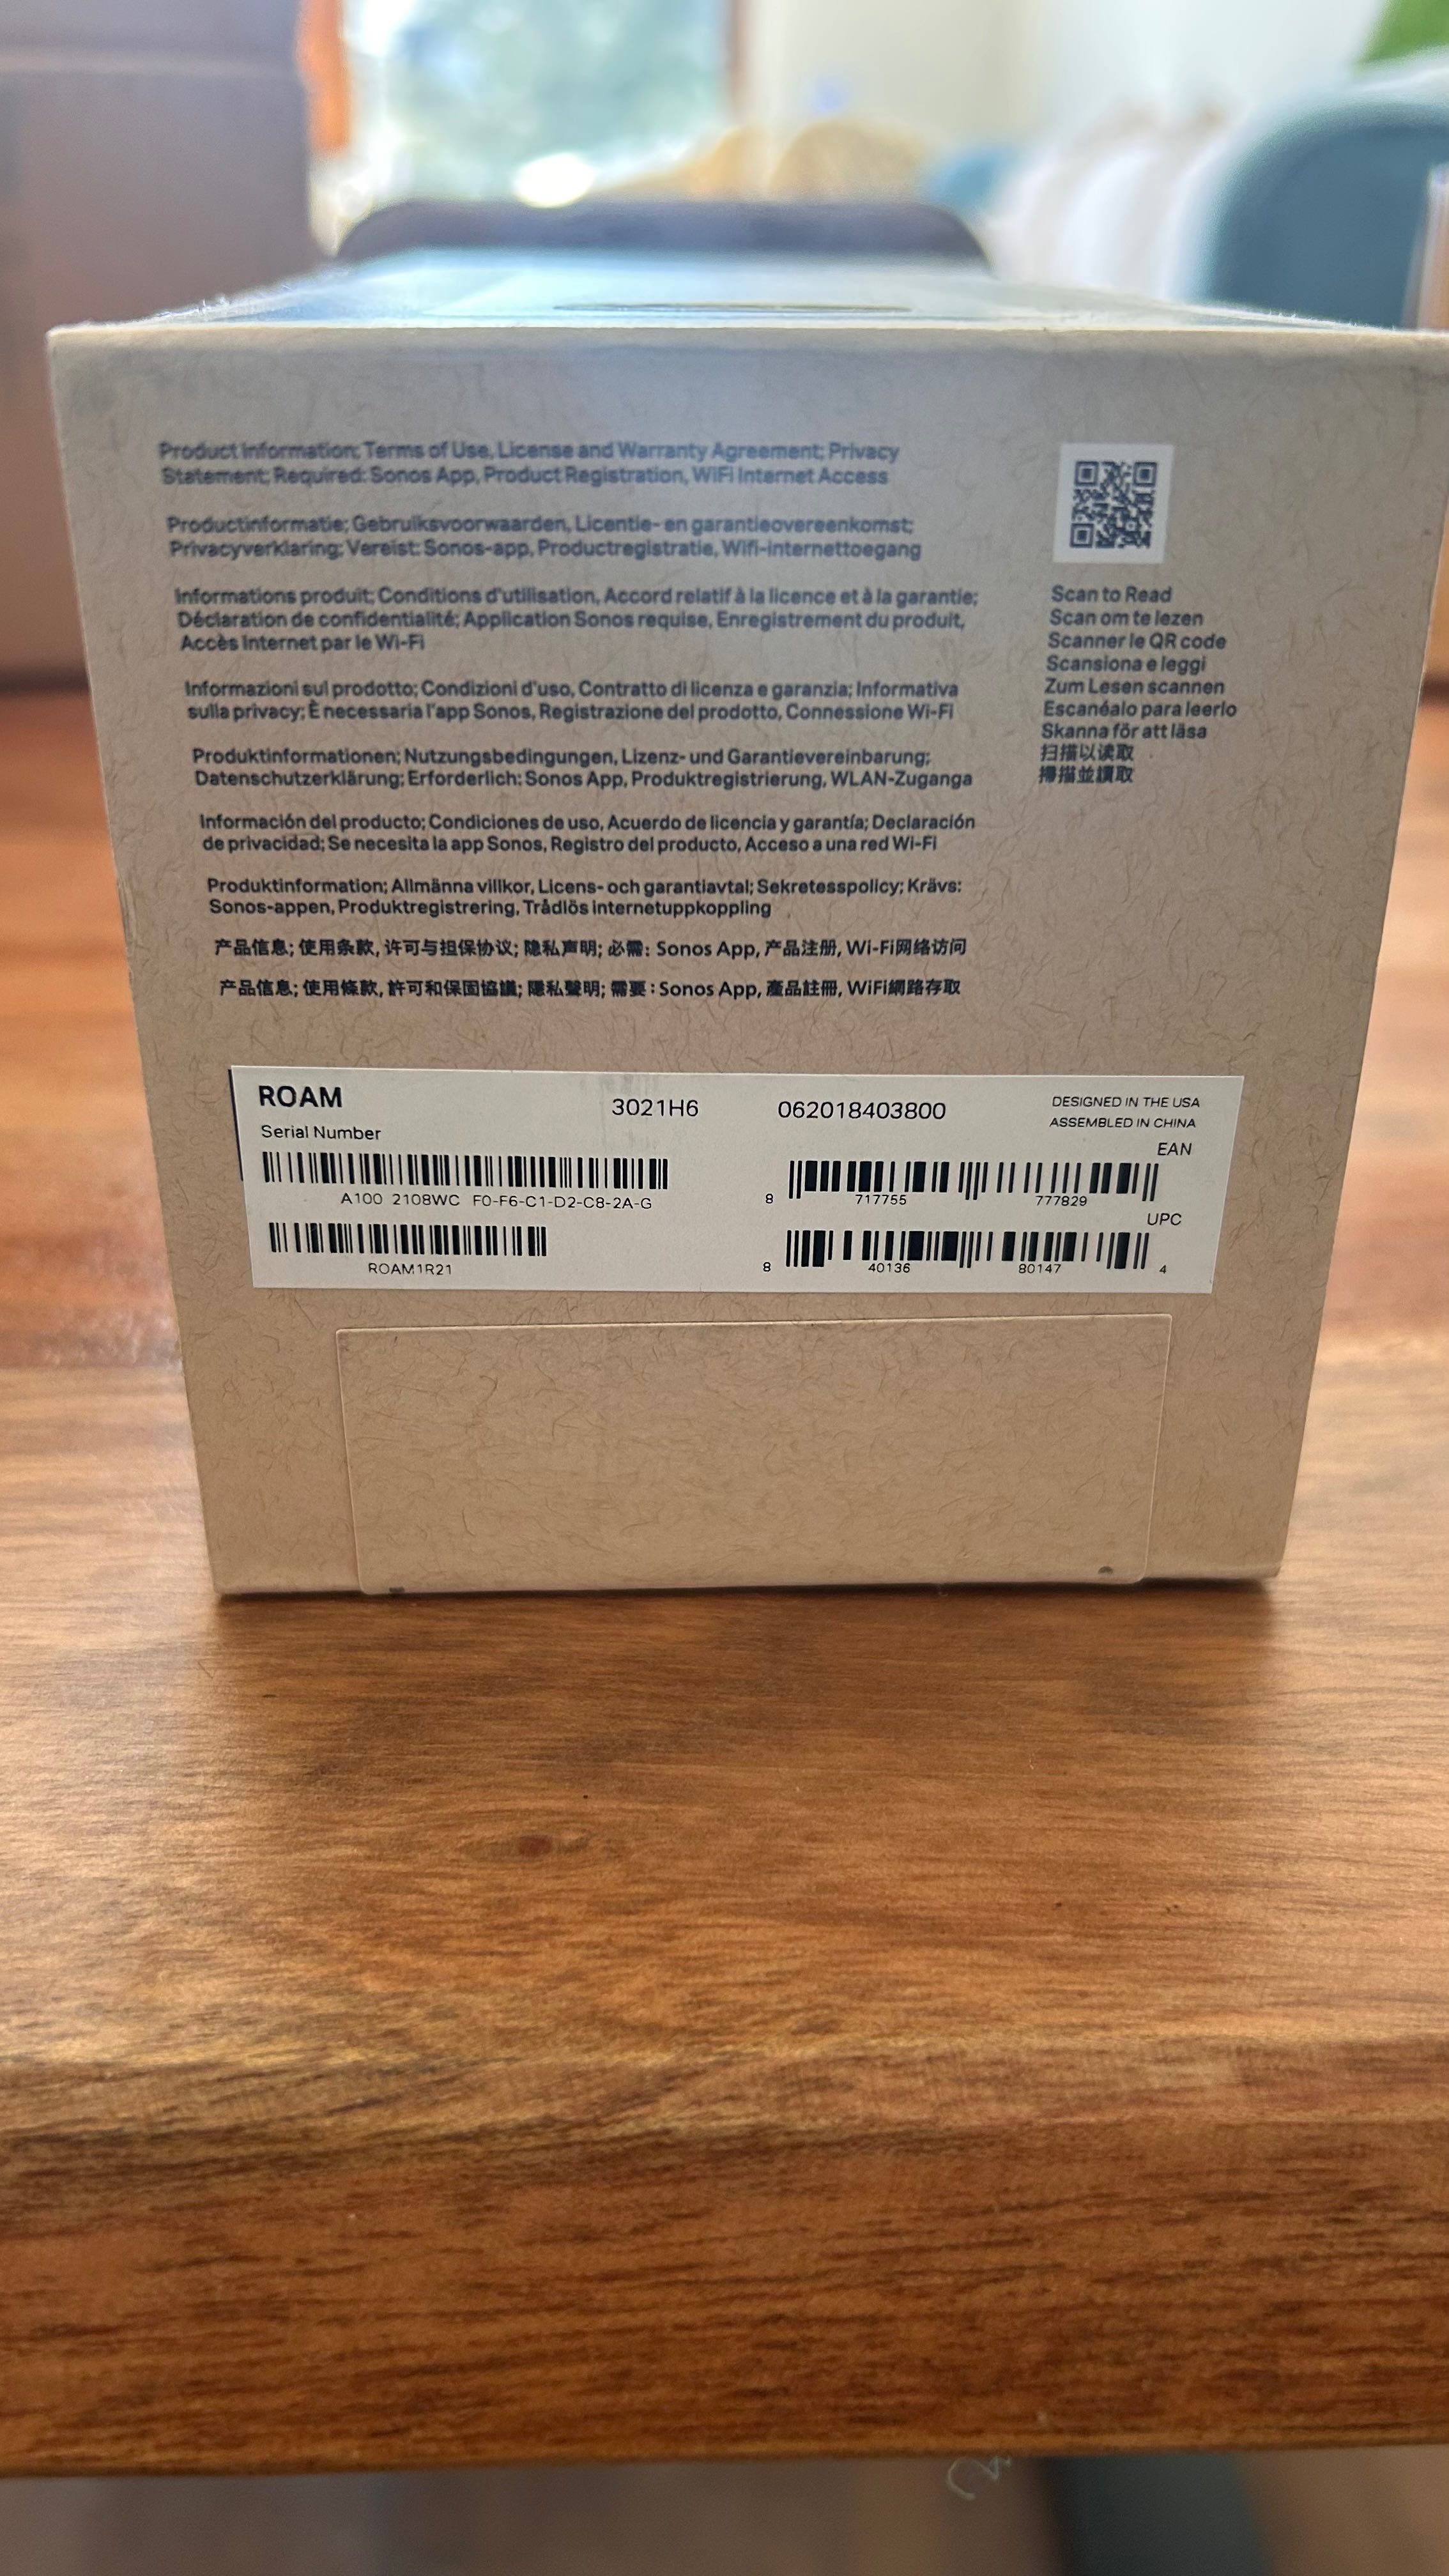 Product Information; Terms of Use, License and Warranty Agreement; Privacy
Statement; Required: Sonos App, Product Registration, WiFi Internet Access
Productinformatie; Gebruiksvoorwaarden, Licentie- en garantieovereenkomst;
Privacyverklaring; Vereist: Sonos-app, Productregistratie, Wifi-internettoegang
Informations produit; Conditions d'utilisation, Accord relatif à la licence et à la garantie;
Déclaration de confidentialité; Application Sonos requise, Enregistrement du produit,
Accès Internet par le Wi-Fi
Informazioni sul prodotto; Condizioni d'uso, Contratto di licenza e garanzia; Informativa
sulla privacy; È necessaria l'app Sonos, Registrazione del prodotto, Connessione Wi-Fi
Produktinformationen; Nutzungsbedingungen, Lizenz- und Garantievereinbarung;
Datenschutzerklärung; Erforderlich: Sonos App, Produktregistrierung, WLAN-Zuganga
Información del producto; Condiciones de uso, Acuerdo de licencia y garantía; Declaración
de privacidad; Se necesita la app Sonos, Registro del producto, Acceso a una red Wi-Fi
Produktinformation; Allmänna villkor, Licens- och garantiavtal; Sekretesspolicy; Krävs:
Sonos-appen, Produktregistrering, Trådlös internetuppkoppling
产品信息; 使用条款, 许可与担保协议; 隐私声明; 必需: Sonos App, 产品注册, Wi-Fi网络访问
产品信息; 使用條款, 許可和保固協議; 隱私聲明; 需要: Sonos App, 產品註冊, WiFi網路存取
Scan to Read
Scan om te lezen
Scanner le QR code
Scansiona e leggi
Zum Lesen scannen
Escanéalo para leerlo
Skanna för att läsa
扫描以读取
掃描並讀取
ROAM
3021H6
062018403800
DESIGNED IN THE USA
ASSEMBLED IN CHINA
Serial Number
A100 2108WC F0-F6-C1-D2-C8-2A-G
ROAM1R21
EAN
8 717755 777829
UPC
8 40136 80147 4